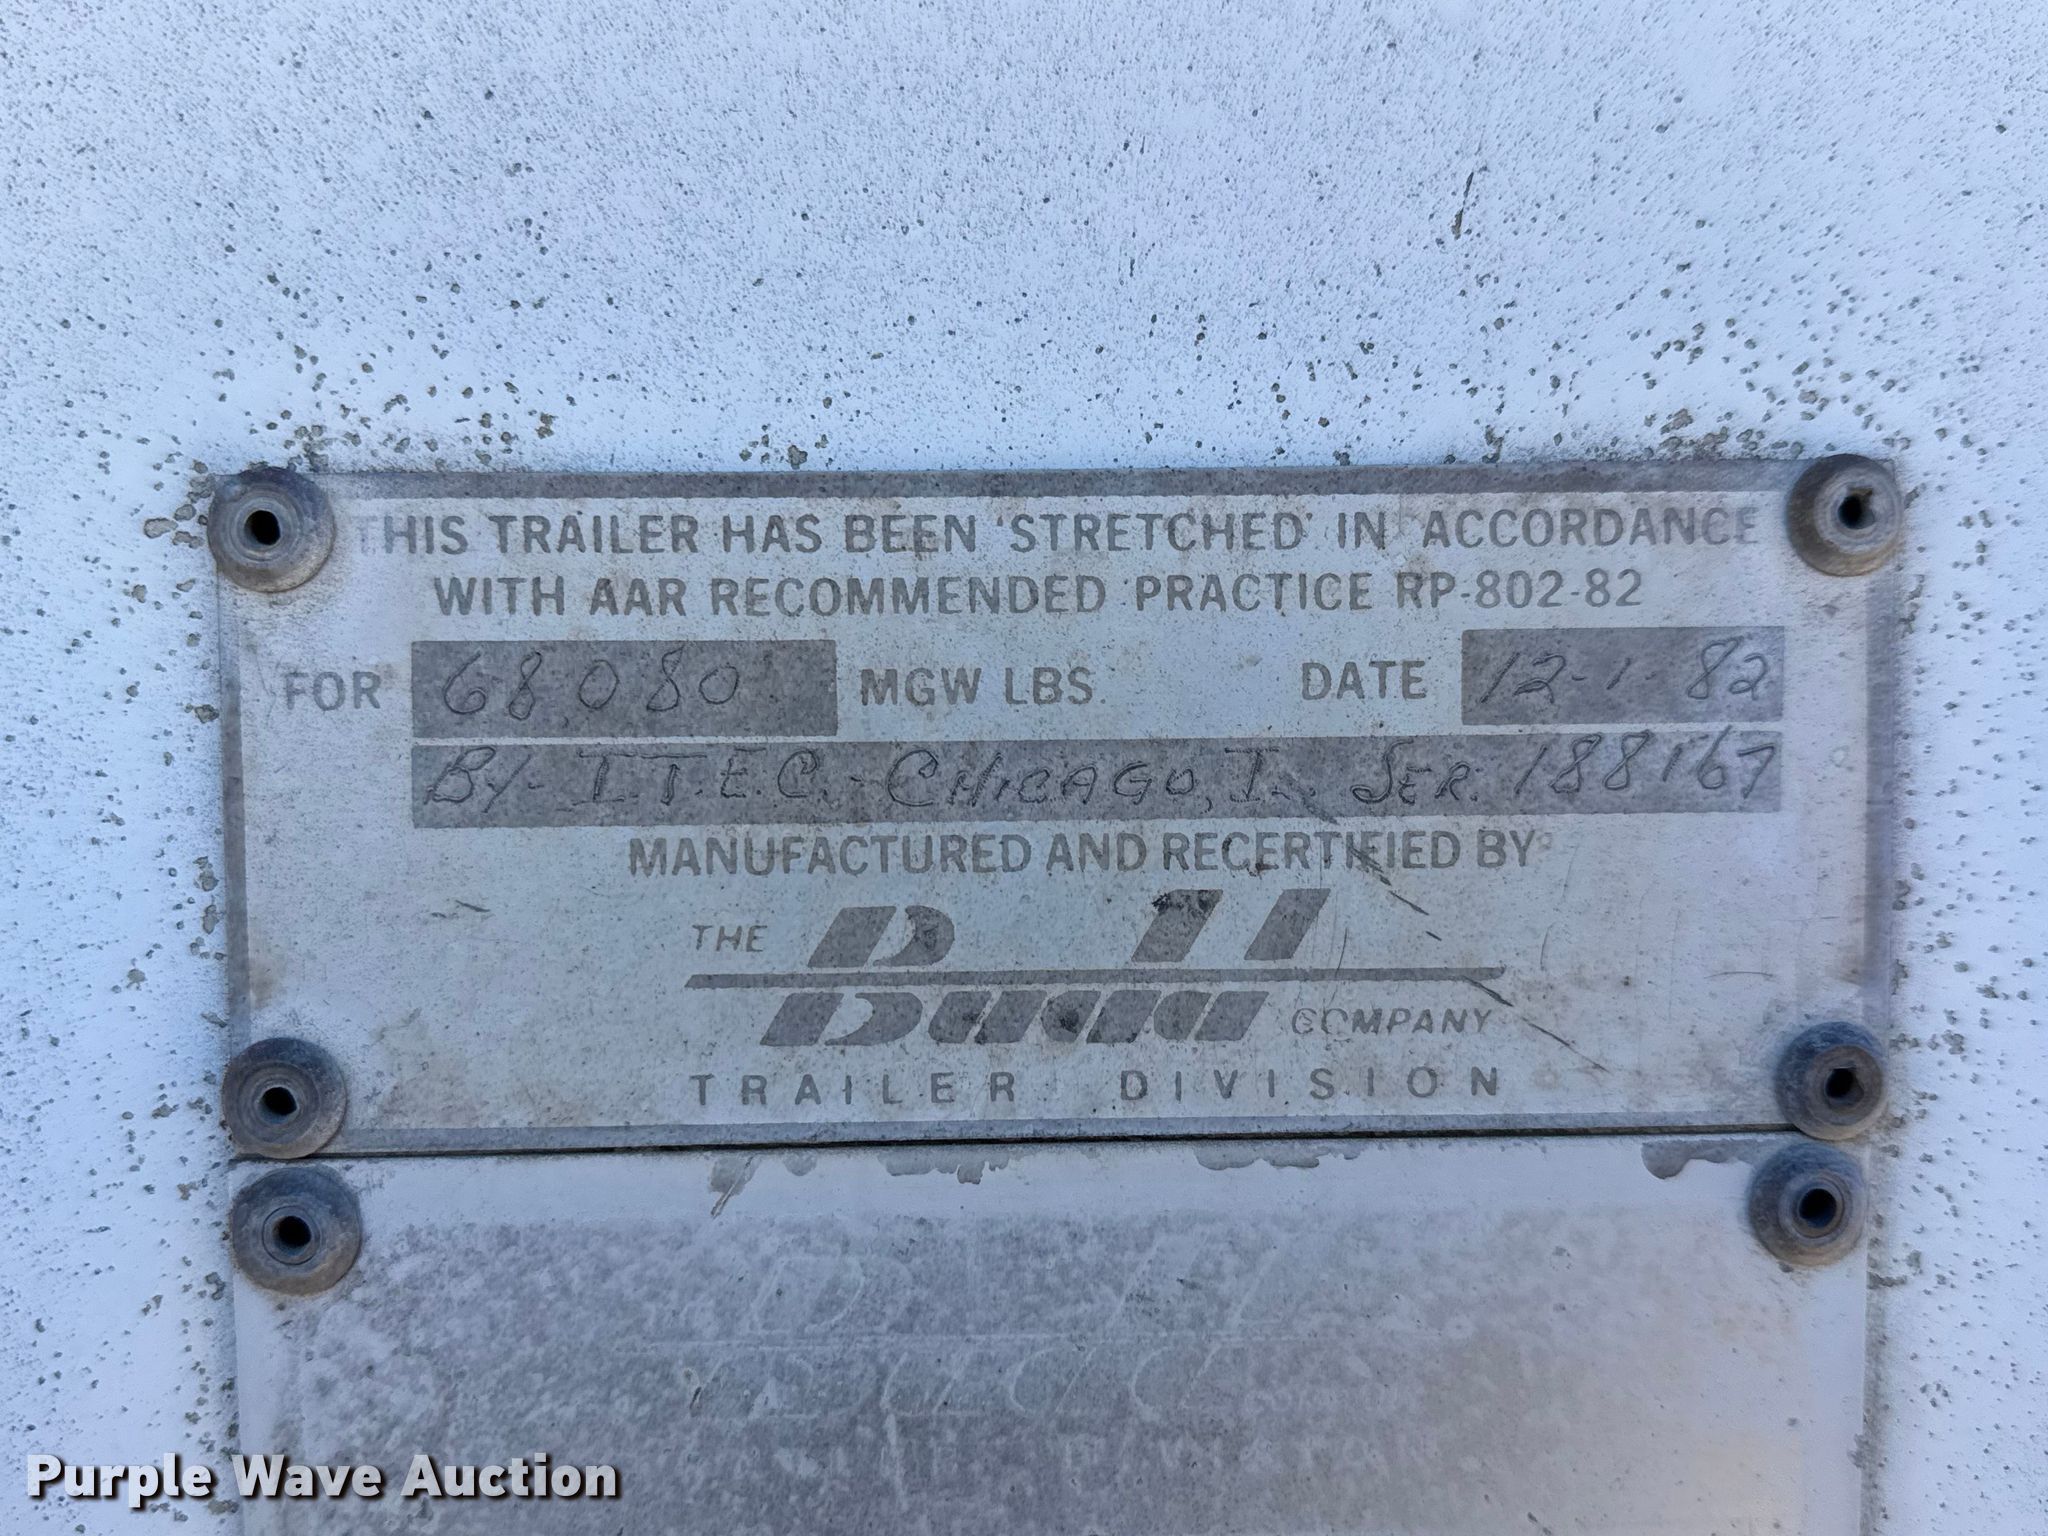 THIS TRAILER HAS BEEN 'STRETCHED' IN ACCORDANCE
WITH AAR RECOMMENDED PRACTICE RP-802-82
FOR 68,080 MGW LBS. DATE 12-1-82
BY- I.T.E.C.- CHICAGO, IL. SER. 188167
MANUFACTURED AND RECERTIFIED BY
THE Budd COMPANY
TRAILER DIVISION
Budd
Purple Wave Auction